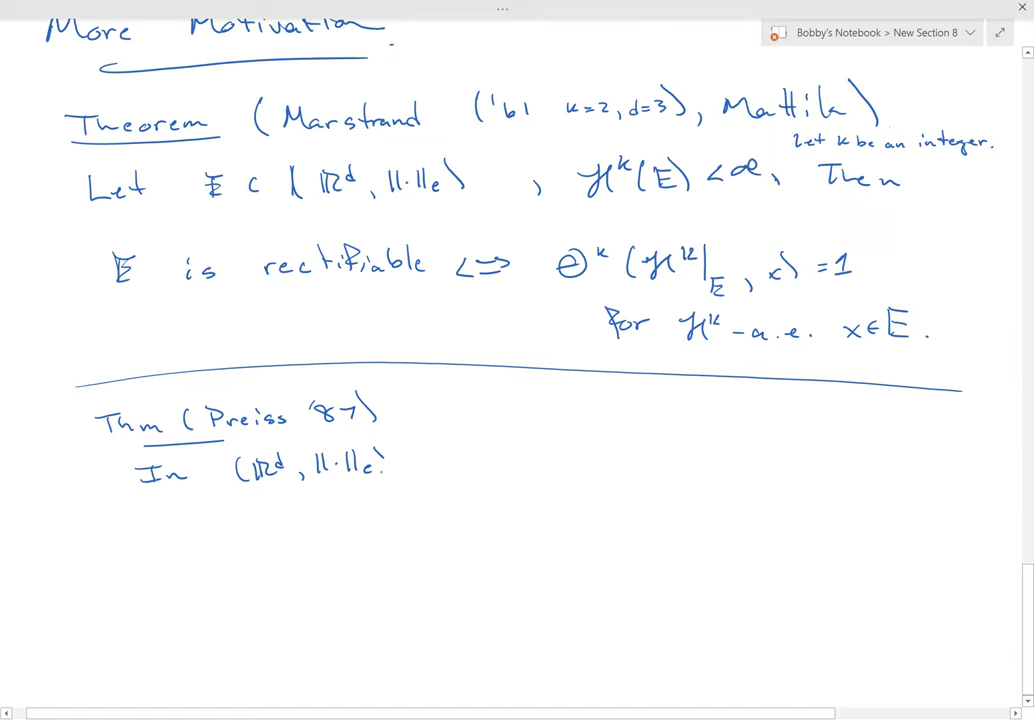 ...
Bobby's Notebook > New Section 8
More Motivation.
Theorem (Marstrand ('61 k=2, d=3), Mattila)
Let k be an integer.
Let E ⊂ (ℝ^d, ||·||_e), ℋ^k(E) < ∞, Then
E is rectifiable <=> Θ^k (ℋ^k|_E, x) = 1
for ℋ^k -a.e. x ∈ E.
Thm (Preiss '87)
In (ℝ^d, ||·||_e)